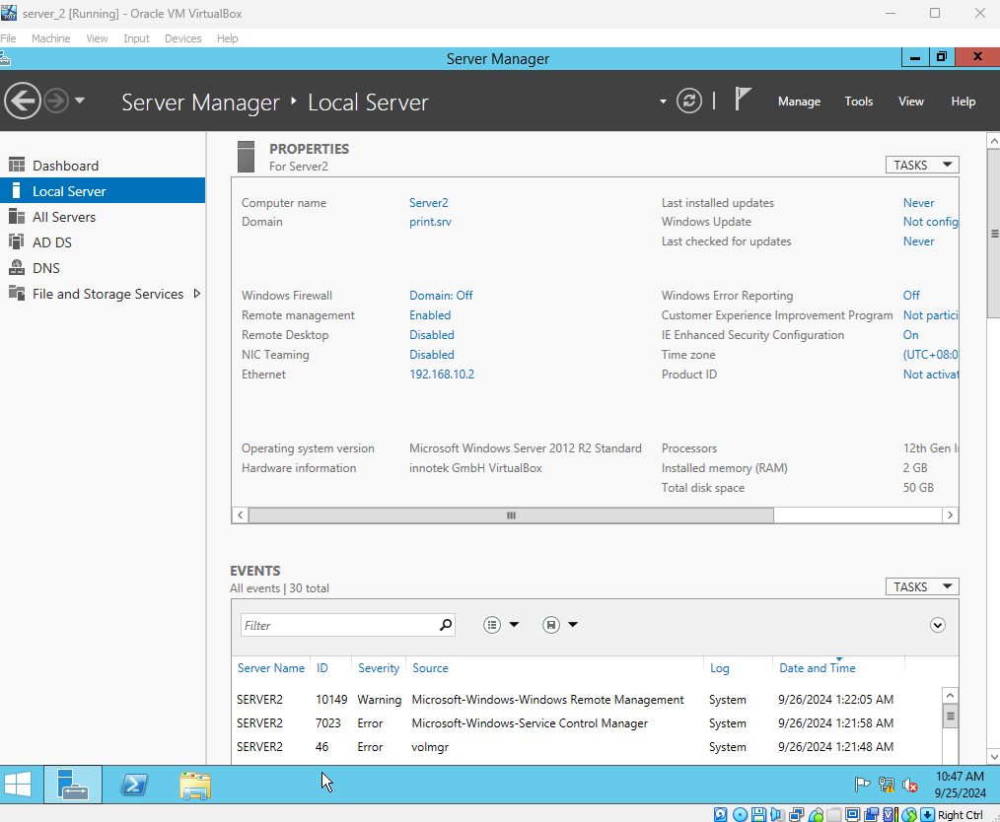 server_2 [Running] - Oracle VM VirtualBox
File Machine View Input Devices Help
Server Manager
Server Manager Local Server
Manage Tools View Help
Dashboard
Local Server
All Servers
AD DS
DNS
File and Storage Services
PROPERTIES
For Server2
TASKS
Computer name Server2 Last installed updates Never
Domain print.srv Windows Update Not config
Last checked for updates Never
Windows Firewall Domain: Off Windows Error Reporting Off
Remote management Enabled Customer Experience Improvement Program Not partici
Remote Desktop Disabled IE Enhanced Security Configuration On
NIC Teaming Disabled Time zone (UTC+08:0
Ethernet 192.168.10.2 Product ID Not activat
Operating system version Microsoft Windows Server 2012 R2 Standard Processors 12th Gen I
Hardware information innotek GmbH VirtualBox Installed memory (RAM) 2 GB
Total disk space 50 GB
EVENTS
All events | 30 total
TASKS
Filter
Server Name ID Severity Source Log Date and Time
SERVER2 10149 Warning Microsoft-Windows-Windows Remote Management System 9/26/2024 1:22:05 AM
SERVER2 7023 Error Microsoft-Windows-Service Control Manager System 9/26/2024 1:21:58 AM
SERVER2 46 Error volmgr System 9/26/2024 1:21:48 AM
10:47 AM
9/25/2024
Right Ctrl